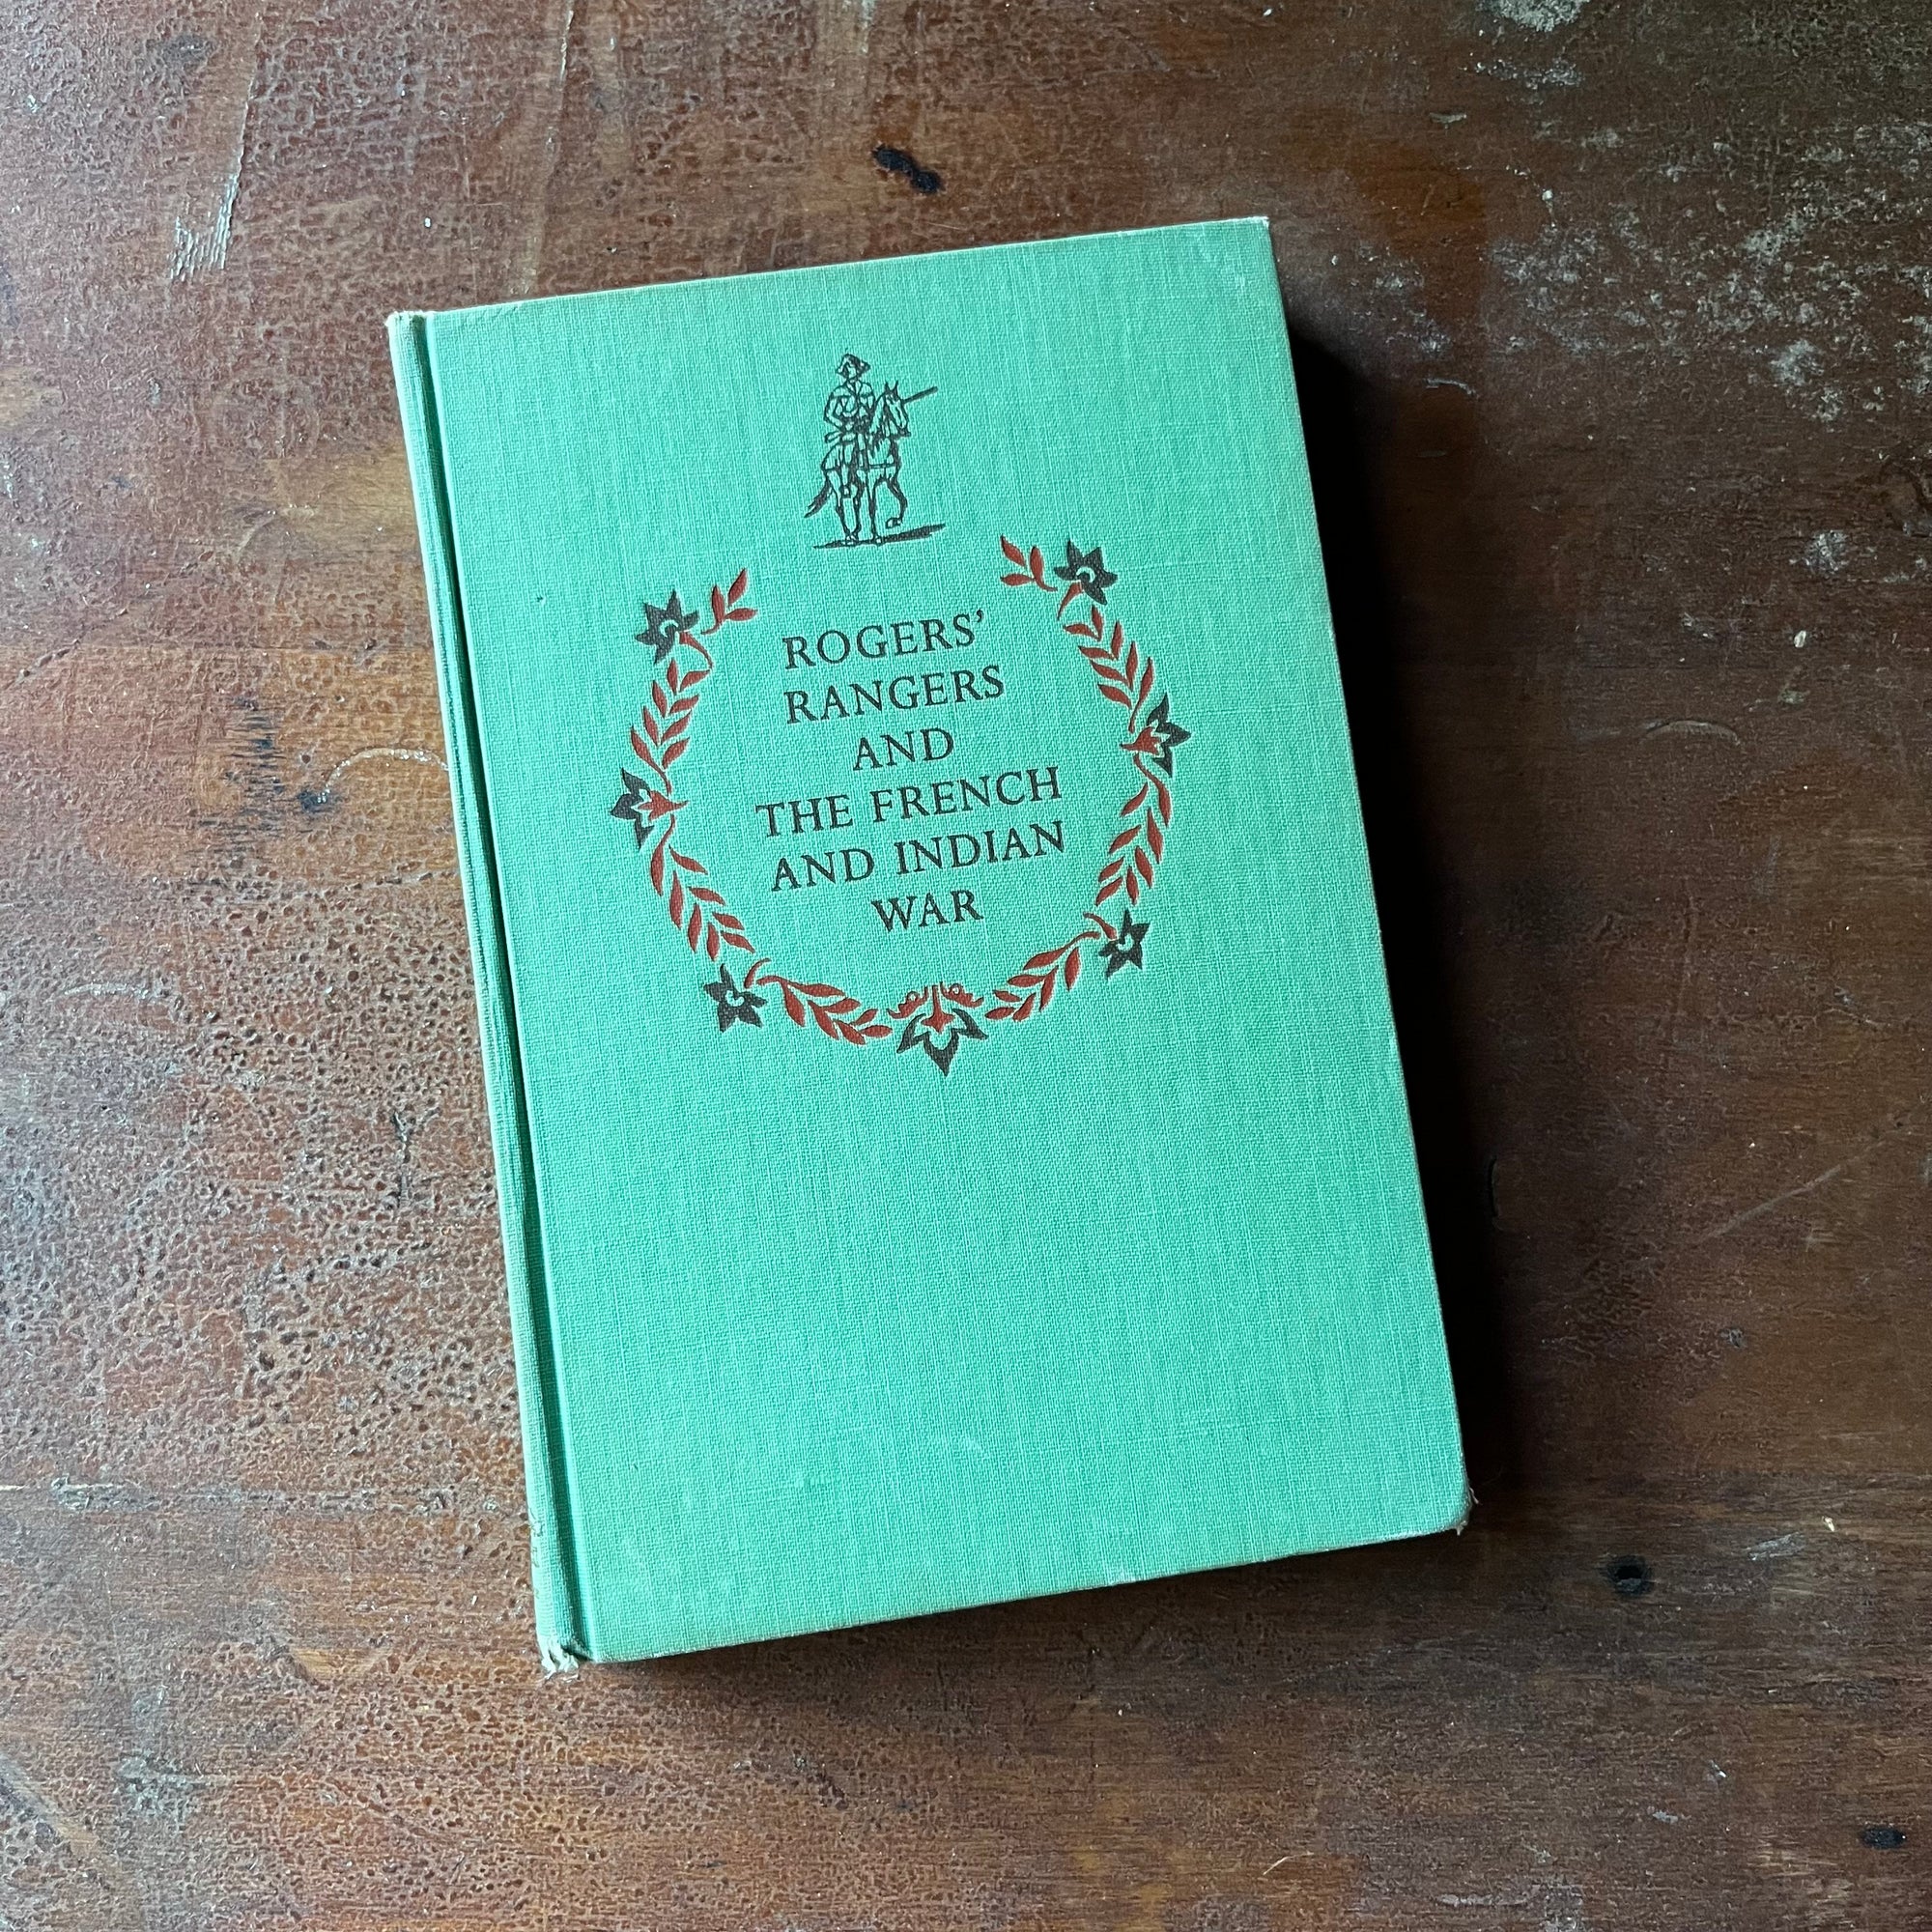 ROGERS'
RANGERS
AND
THE FRENCH
AND INDIAN
WAR